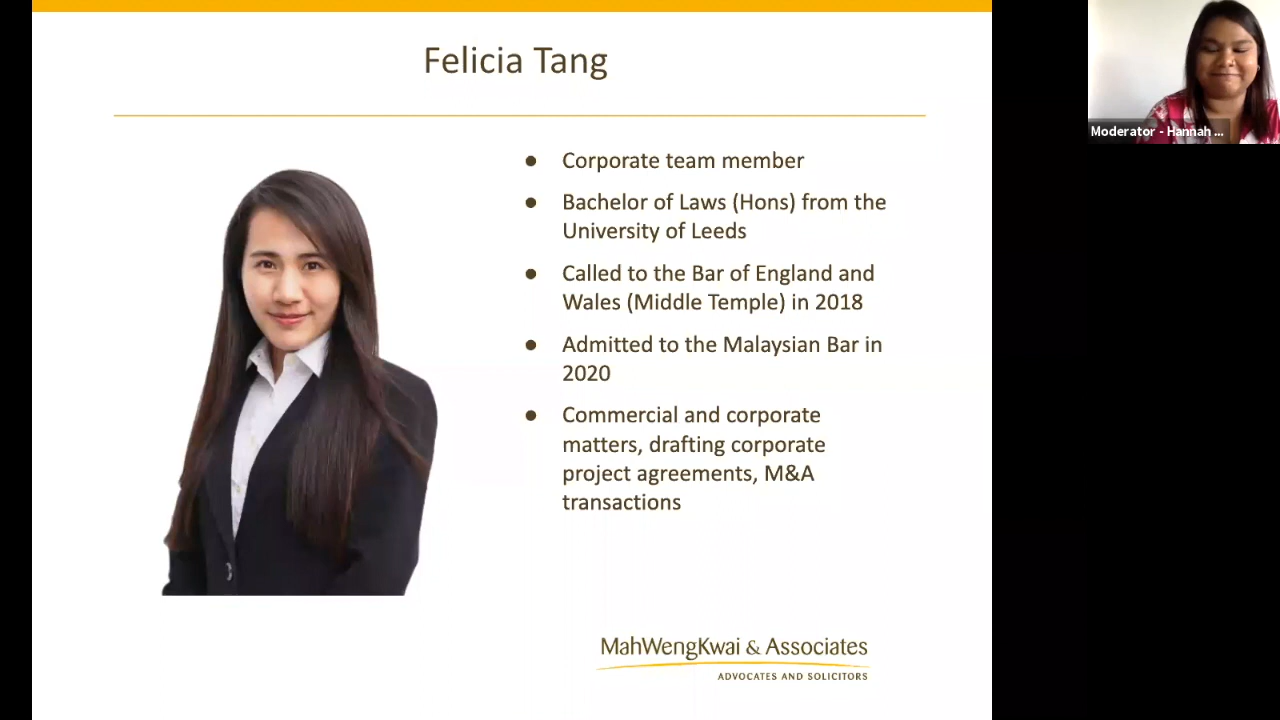 Felicia Tang
● Corporate team member
● Bachelor of Laws (Hons) from the
University of Leeds
● Called to the Bar of England and
Wales (Middle Temple) in 2018
● Admitted to the Malaysian Bar in
2020
● Commercial and corporate
matters, drafting corporate
project agreements, M&A
transactions
MahWengKwai & Associates
ADVOCATES AND SOLICITORS
Moderator - Hannah ...